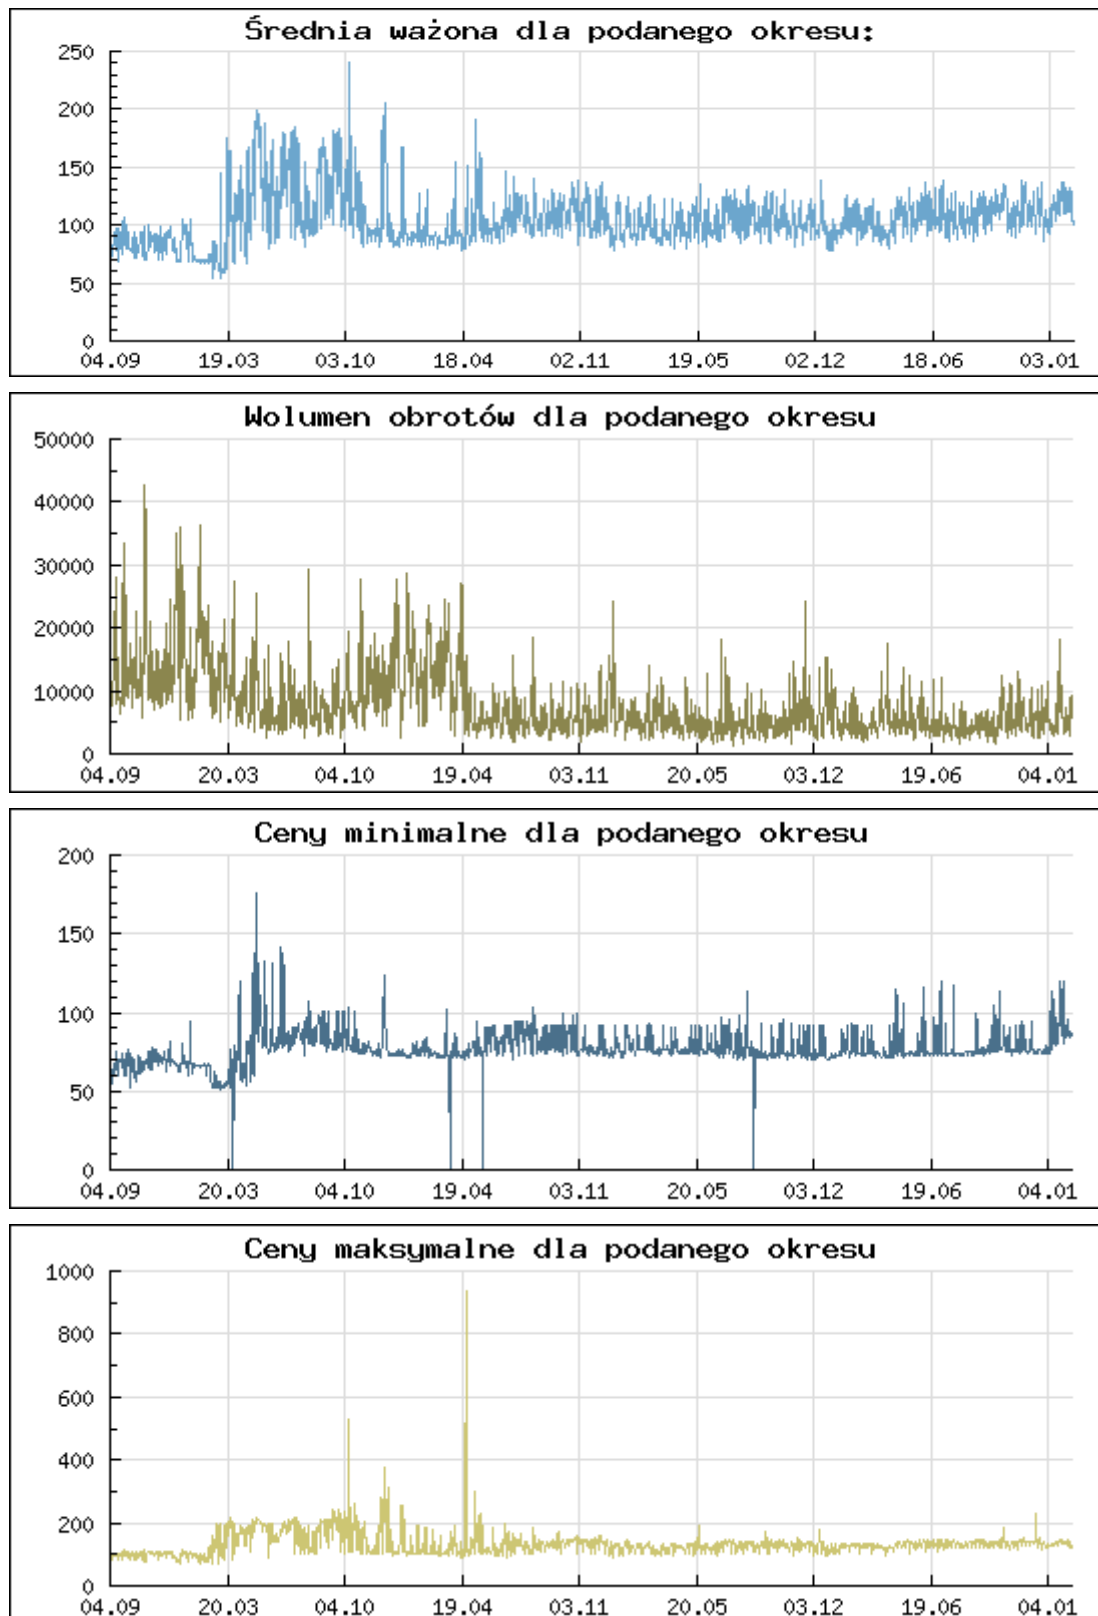 Średnia ważona dla podanego okresu:
250
200
150
100
50
0
04.09 19.03 03.10 18.04 02.11 19.05 02.12 18.06 03.01
Wolumen obrotów dla podanego okresu
50000
40000
30000
20000
10000
0
04.09 20.03 04.10 19.04 03.11 20.05 03.12 19.06 04.01
Ceny minimalne dla podanego okresu
200
150
100
50
0
04.09 20.03 04.10 19.04 03.11 20.05 03.12 19.06 04.01
Ceny maksymalne dla podanego okresu
1000
800
600
400
200
0
04.09 20.03 04.10 19.04 03.11 20.05 03.12 19.06 04.01